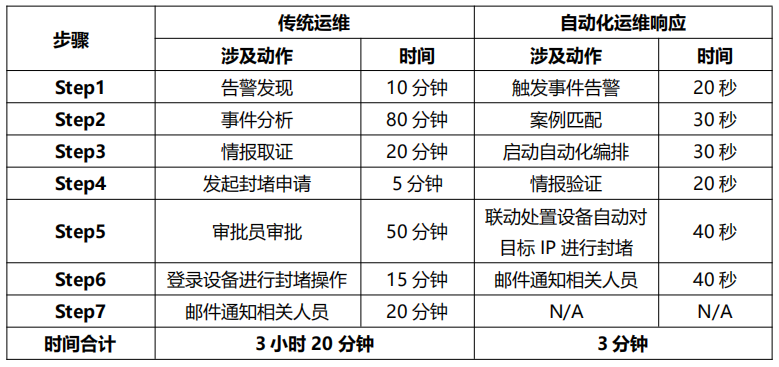 步骤 传统运维 自动化运维响应
涉及动作 时间 涉及动作 时间
Step1 告警发现 10 分钟 触发事件告警 20 秒
Step2 事件分析 80 分钟 案例匹配 30 秒
Step3 情报取证 20 分钟 启动自动化编排 30 秒
Step4 发起封堵申请 5 分钟 情报验证 20 秒
Step5 审批员审批 50 分钟 联动处置设备自动对
目标 IP 进行封堵 40 秒
Step6 登录设备进行封堵操作 15 分钟 邮件通知相关人员 40 秒
Step7 邮件通知相关人员 20 分钟 N/A N/A
时间合计 3 小时 20 分钟 3 分钟